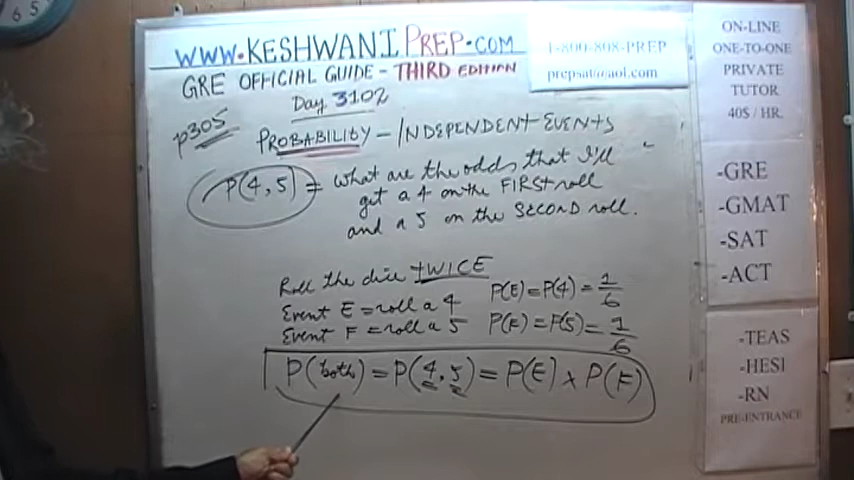 WWW.KESHWANIPREP.COM
1-800-808-PREP
prepsat@aol.com
GRE OFFICIAL GUIDE - THIRD EDITION
Day 3102
p305
PROBABILITY - INDEPENDENT EVENTS
P(4,5) = what are the odds that I'll
get a 4 on the FIRST roll
and a 5 on the SECOND roll.
Roll the dice TWICE
Event E = roll a 4 P(E)=P(4)=1/6
Event F = roll a 5 P(F)=P(5)=1/6
P(both) = P(4,5) = P(E) x P(F)
ON-LINE
ONE-TO-ONE
PRIVATE
TUTOR
40$ / HR.
-GRE
-GMAT
-SAT
-ACT
-TEAS
-HESI
-RN
PRE-ENTRANCE
6 5